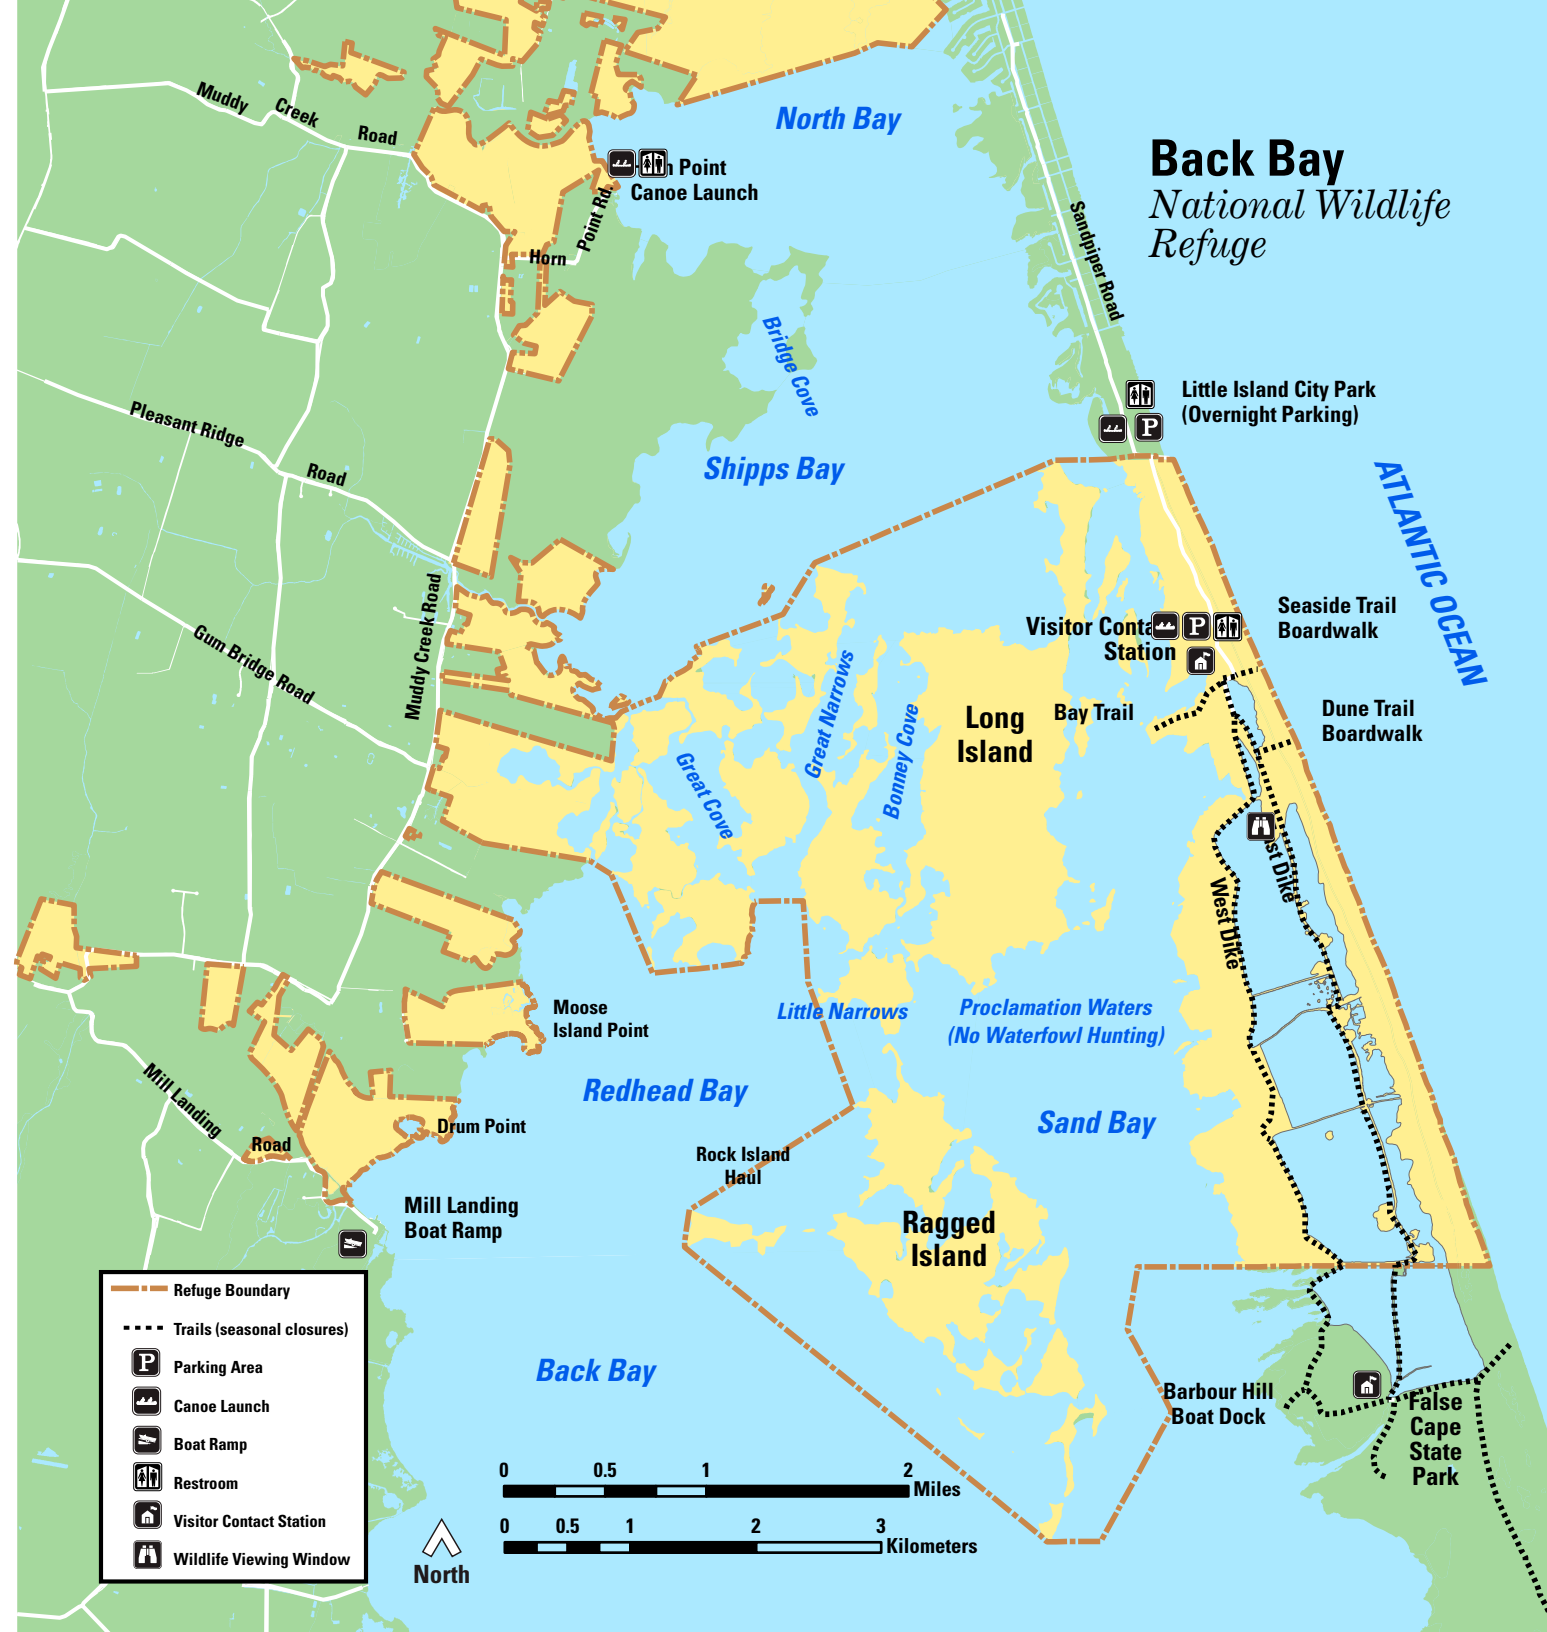 Muddy Creek Road
North Bay
Back Bay
National Wildlife
Refuge
Point
Canoe Launch
Horn Point Rd.
Sandpiper Road
Bridge Cove
Little Island City Park
(Overnight Parking)
P
Pleasant Ridge Road
Shipps Bay
ATLANTIC OCEAN
Muddy Creek Road
Gum Bridge Road
Seaside Trail
Boardwalk
Visitor Conta
Station
P
Great Narrows
Bonney Cove
Great Cove
Long
Island
Bay Trail
Dune Trail
Boardwalk
st Dike
West Dike
Moose
Island Point
Little Narrows
Proclamation Waters
(No Waterfowl Hunting)
Redhead Bay
Sand Bay
Mill Landing Road
Drum Point
Rock Island
Haul
Mill Landing
Boat Ramp
Ragged
Island
Back Bay
Barbour Hill
Boat Dock
False
Cape
State
Park
Refuge Boundary
Trails (seasonal closures)
P Parking Area
Canoe Launch
Boat Ramp
Restroom
Visitor Contact Station
Wildlife Viewing Window
0 0.5 1 2
Miles
0 0.5 1 2 3
Kilometers
North